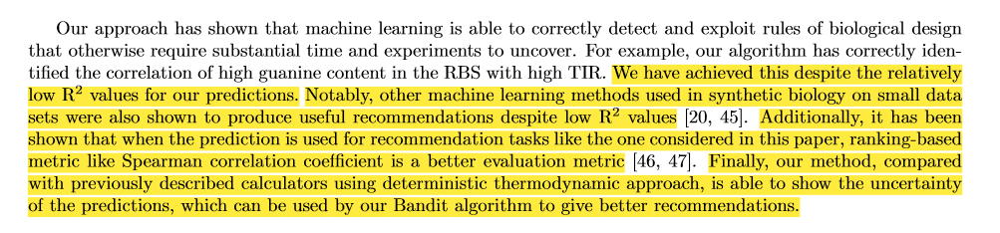 Our approach has shown that machine learning is able to correctly detect and exploit rules of biological design
that otherwise require substantial time and experiments to uncover. For example, our algorithm has correctly iden-
tified the correlation of high guanine content in the RBS with high TIR. We have achieved this despite the relatively
low R² values for our predictions. Notably, other machine learning methods used in synthetic biology on small data
sets were also shown to produce useful recommendations despite low R² values [20, 45]. Additionally, it has been
shown that when the prediction is used for recommendation tasks like the one considered in this paper, ranking-based
metric like Spearman correlation coefficient is a better evaluation metric [46, 47]. Finally, our method, compared
with previously described calculators using deterministic thermodynamic approach, is able to show the uncertainty
of the predictions, which can be used by our Bandit algorithm to give better recommendations.